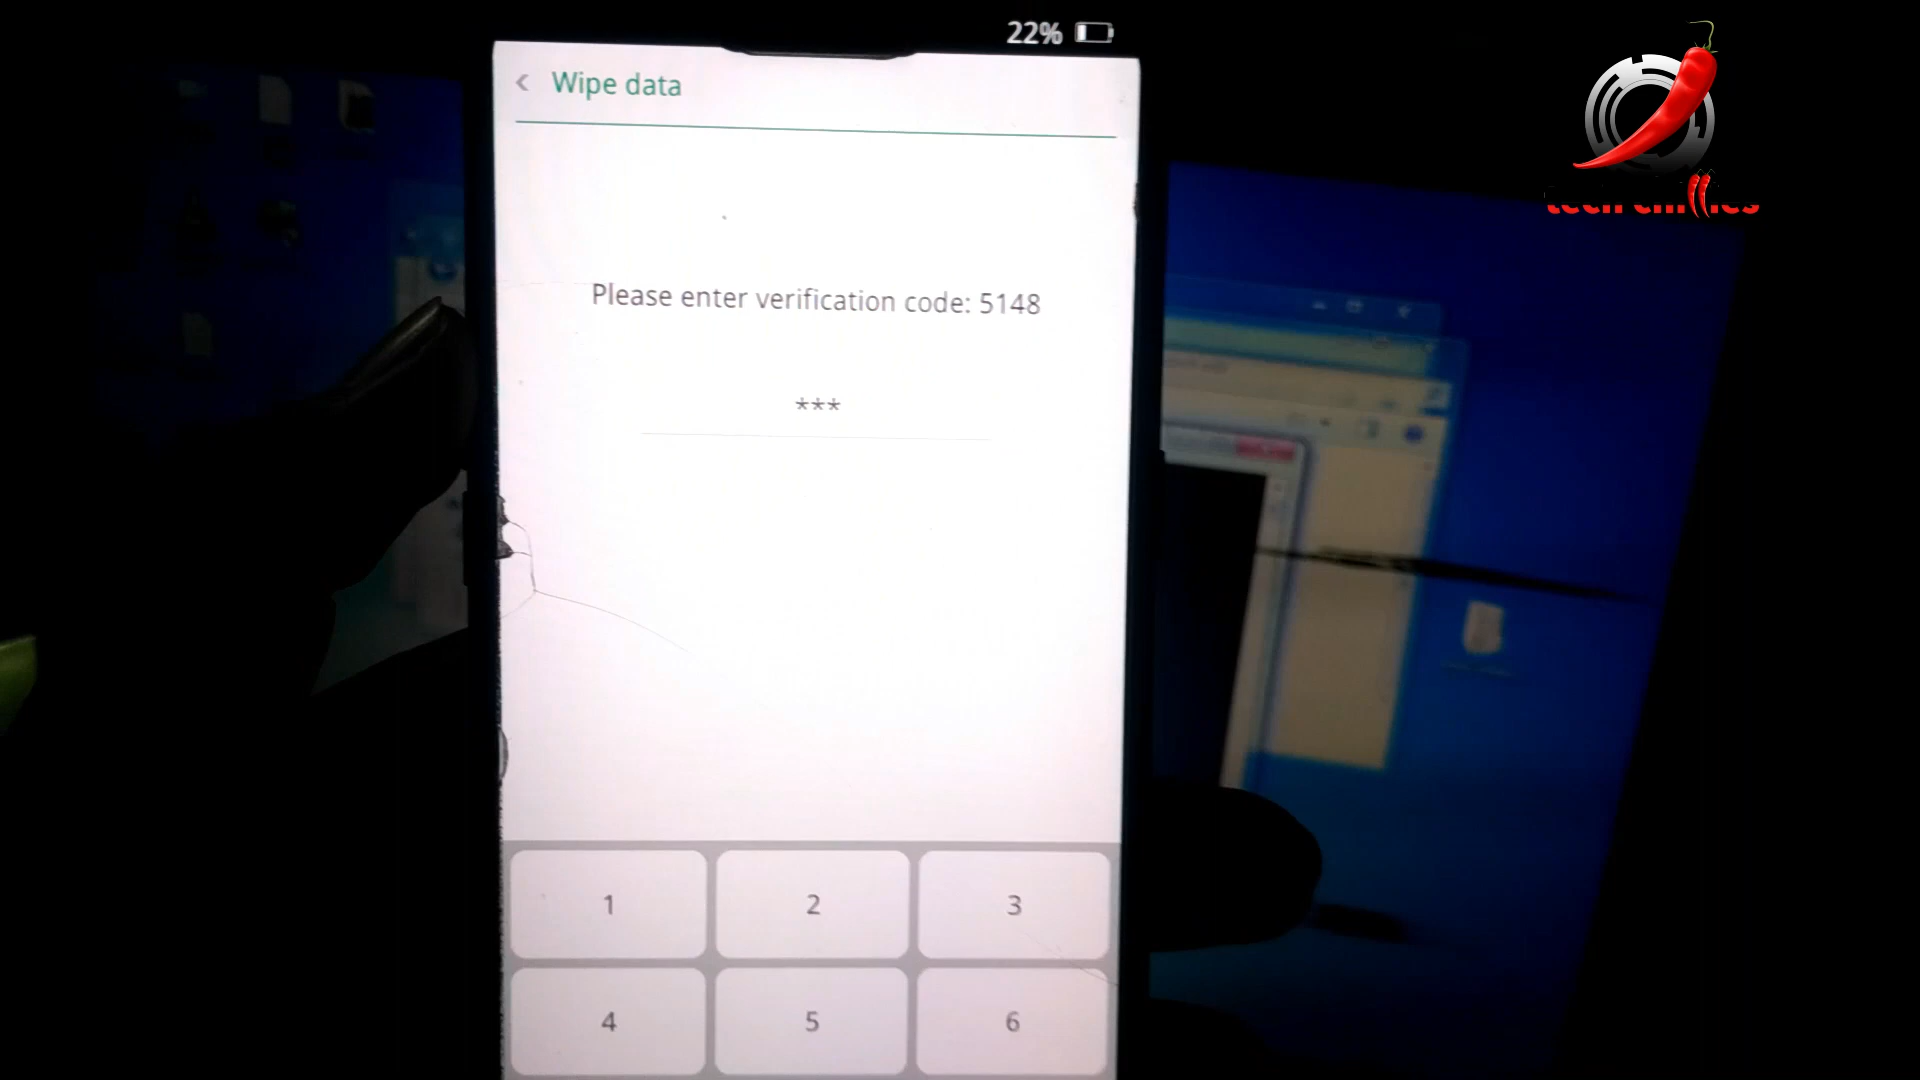 22%
< Wipe data
Please enter verification code: 5148
***
1 2 3
4 5 6